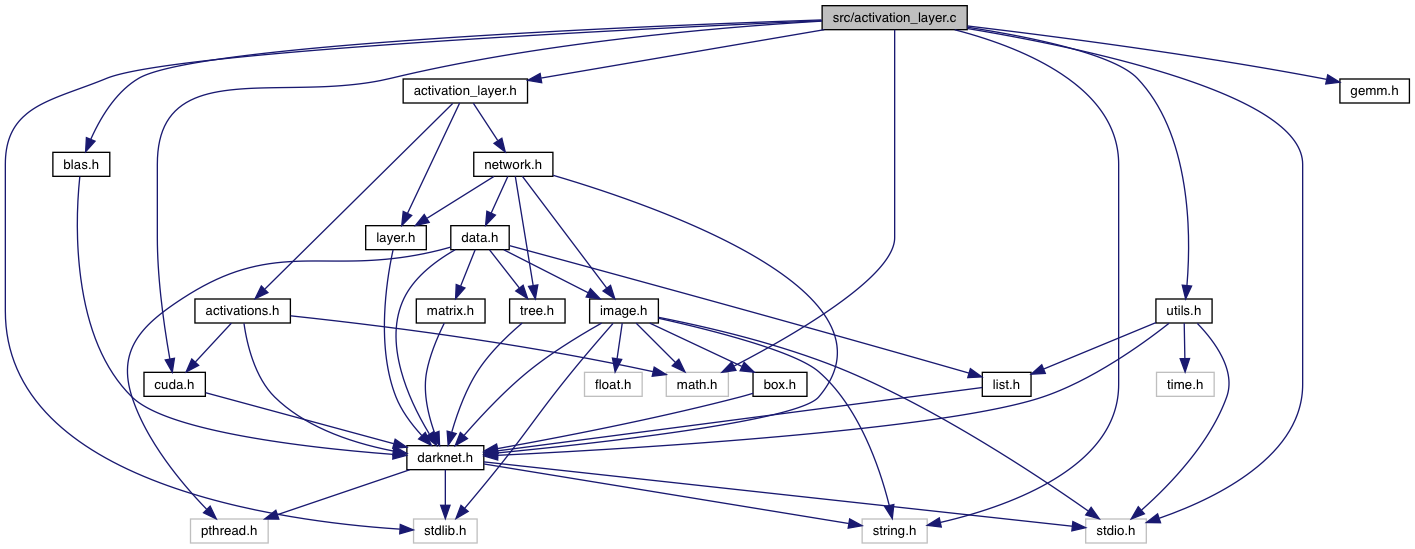 src/activation_layer.c
activation_layer.h
gemm.h
blas.h
network.h
layer.h
data.h
activations.h
matrix.h
tree.h
image.h
utils.h
cuda.h
float.h
math.h
box.h
list.h
time.h
darknet.h
pthread.h
stdlib.h
string.h
stdio.h